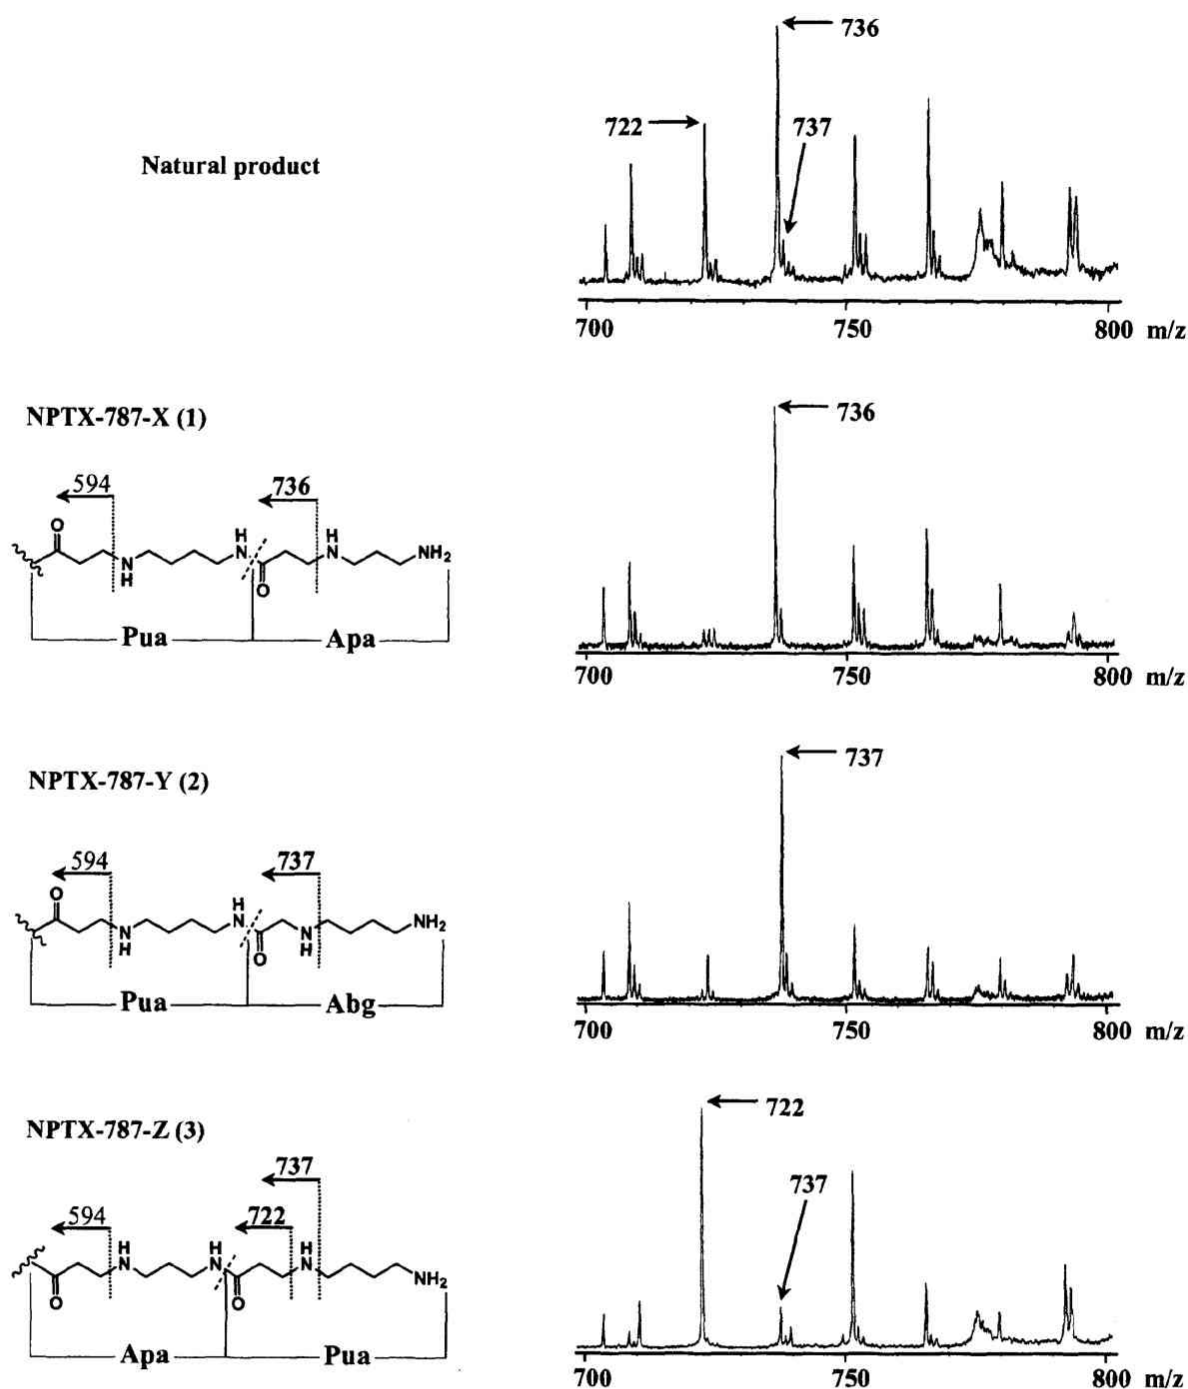 736
722
737
Natural product
700 750 800 m/z
NPTX-787-X (1)
736
594
736
O
H
N
H
N
NH2
N
H
O
Pua
Apa
700 750 800 m/z
NPTX-787-Y (2)
737
594
737
O
H
N
NH2
N
H
O
N
H
Pua
Abg
700 750 800 m/z
NPTX-787-Z (3)
722
737
737
594
722
H
N
H
N
H
N
NH2
O
O
Apa
Pua
700 750 800 m/z